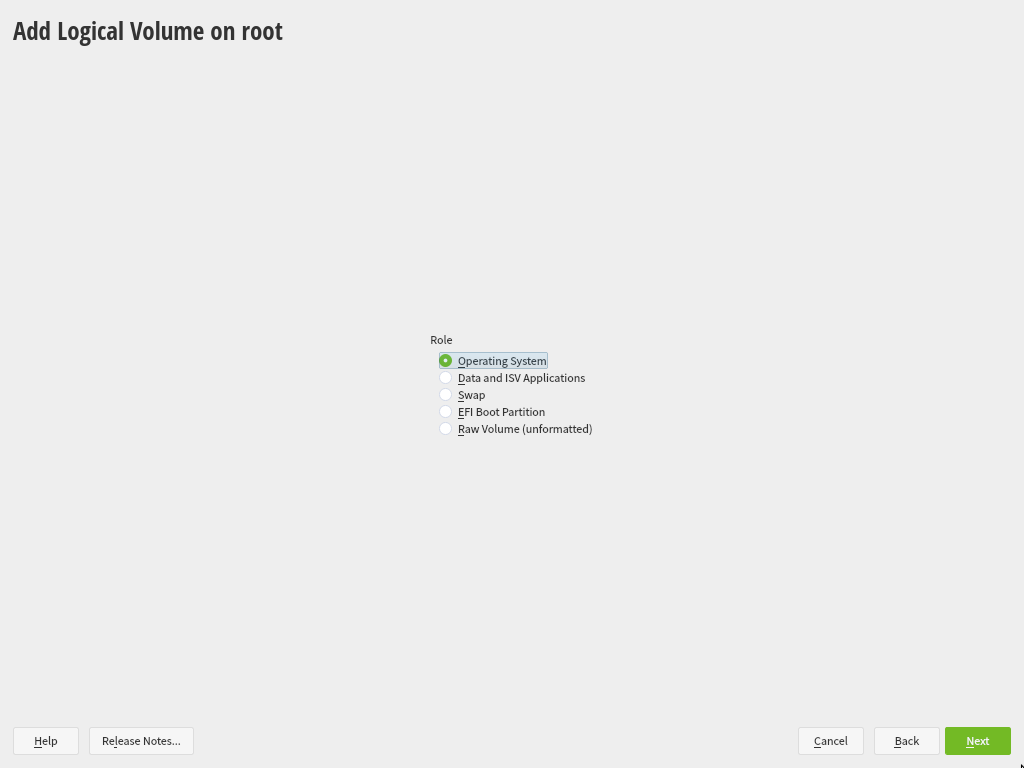 Add Logical Volume on root
Role
Operating System
Data and ISV Applications
Swap
EFI Boot Partition
Raw Volume (unformatted)
Help
Release Notes...
Cancel
Back
Next